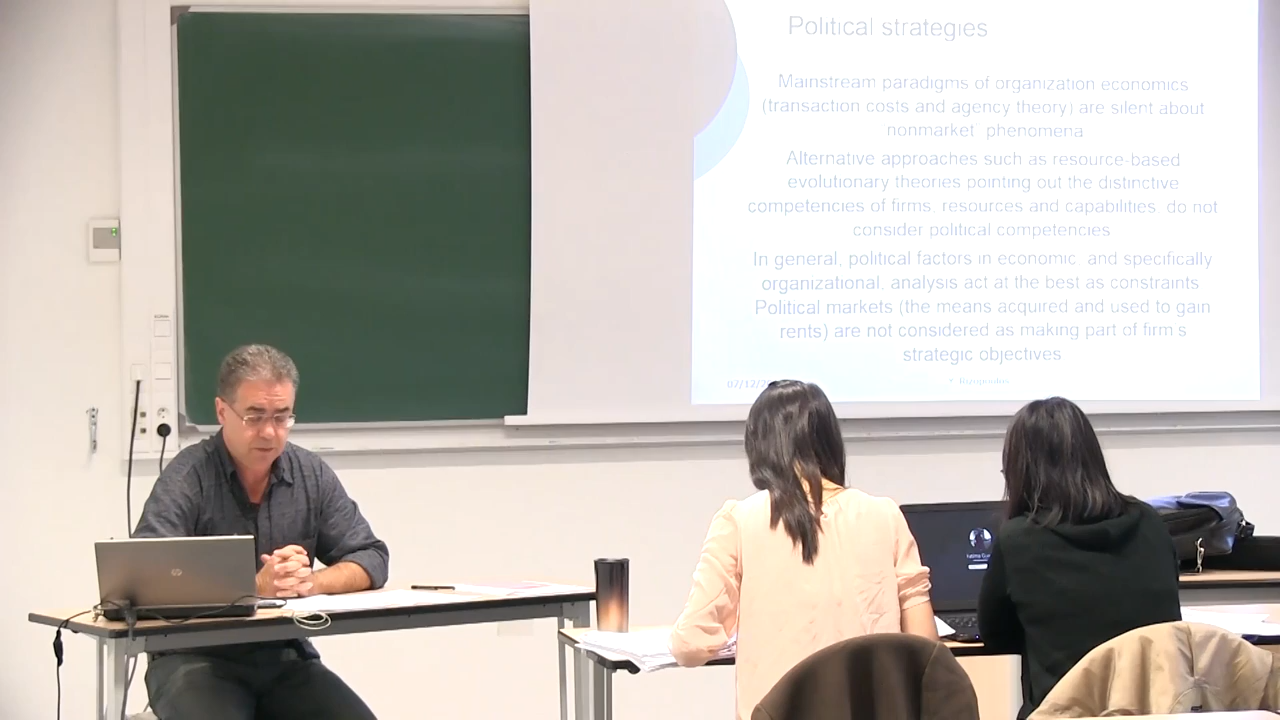 Political strategies
Mainstream paradigms of organization economics
(transaction costs and agency theory) are silent about
nonmarket phenomena
Alternative approaches such as resource-based
evolutionary theories pointing out the distinctive
competencies of firms, resources and capabilities, do not
consider political competencies
In general, political factors in economic, and specifically
organizational, analysis act at the best as constraints
Political markets (the means acquired and used to gain
rents) are not considered as making part of firm s
strategic objectives
07/12/
hp